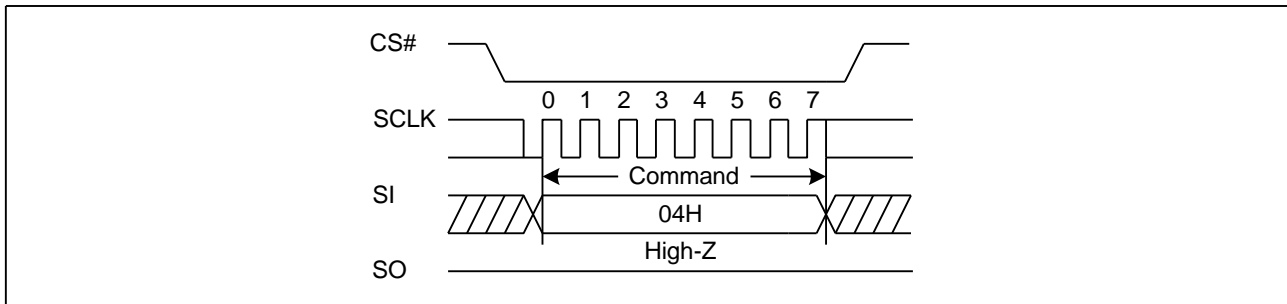 CS#
0 1 2 3 4 5 6 7
SCLK
Command
SI
04H
High-Z
SO